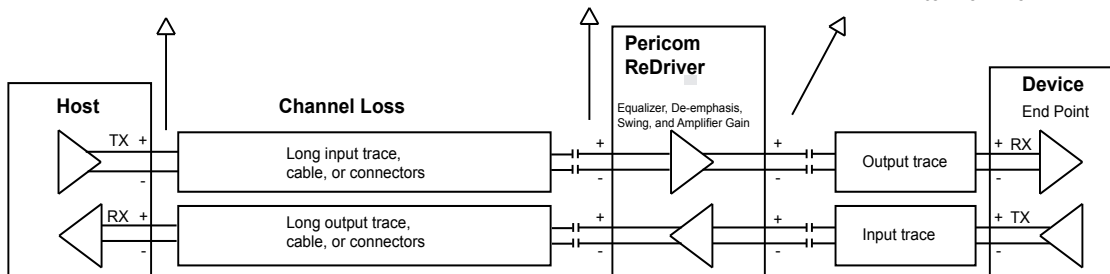 Pericom
ReDriver
Equalizer, De-emphasis,
Swing, and Amplifier Gain
Host
Channel Loss
Device
End Point
TX +
-
Long input trace,
cable, or connectors
+
-
+
-
Output trace
+ RX
-
RX +
-
Long output trace,
cable, or connectors
+
-
+
-
Input trace
+ TX
-